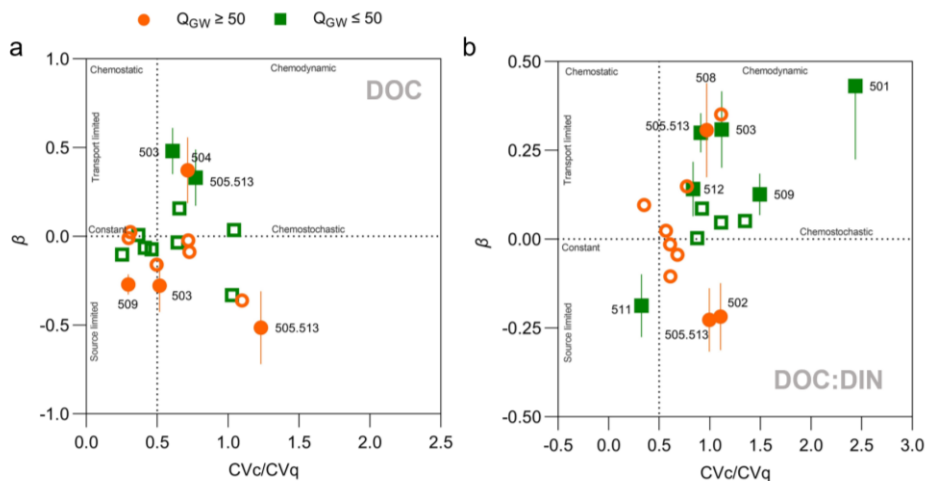 Q_GW ≥ 50
Q_GW ≤ 50
a
1.0
0.5
0.0
-0.5
-1.0
β
Chemostatic
Chemodynamic
DOC
Transport limited
503
504
505.513
Constant
Chemostochastic
Source limited
509
503
505.513
0.0
0.5
1.0
1.5
2.0
2.5
CVc/CVq
b
0.50
0.25
0.00
-0.25
-0.50
β
Chemostatic
Chemodynamic
508
501
Transport limited
505.513
503
512
509
Chemostochastic
Constant
Source limited
511
502
505.513
DOC:DIN
-0.5
0.0
0.5
1.0
1.5
2.0
2.5
3.0
CVc/CVq